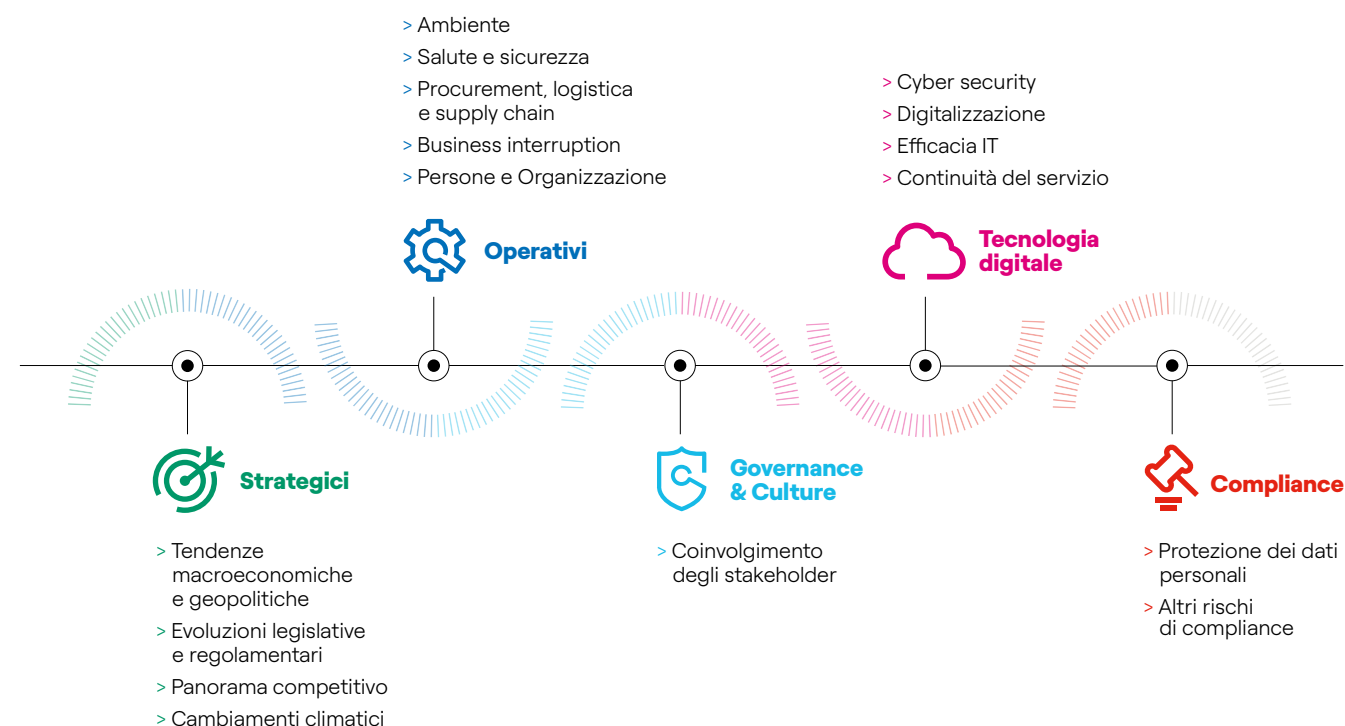 > Ambiente
> Salute e sicurezza
> Procurement, logistica
e supply chain
> Business interruption
> Persone e Organizzazione
Operativi
> Cyber security
> Digitalizzazione
> Efficacia IT
> Continuità del servizio
Tecnologia
digitale
Strategici
> Tendenze
macroeconomiche
e geopolitiche
> Evoluzioni legislative
e regolamentari
> Panorama competitivo
> Cambiamenti climatici
Governance
& Culture
> Coinvolgimento
degli stakeholder
Compliance
> Protezione dei dati
personali
> Altri rischi
di compliance